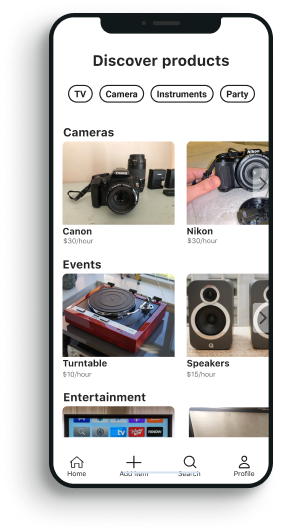 Discover products
TV Camera Instruments Party
Cameras
Canon Nikon
$30/hour $30/hour
Events
Turntable Speakers
$10/hour $15/hour
Entertainment
Home Add item Search Profile